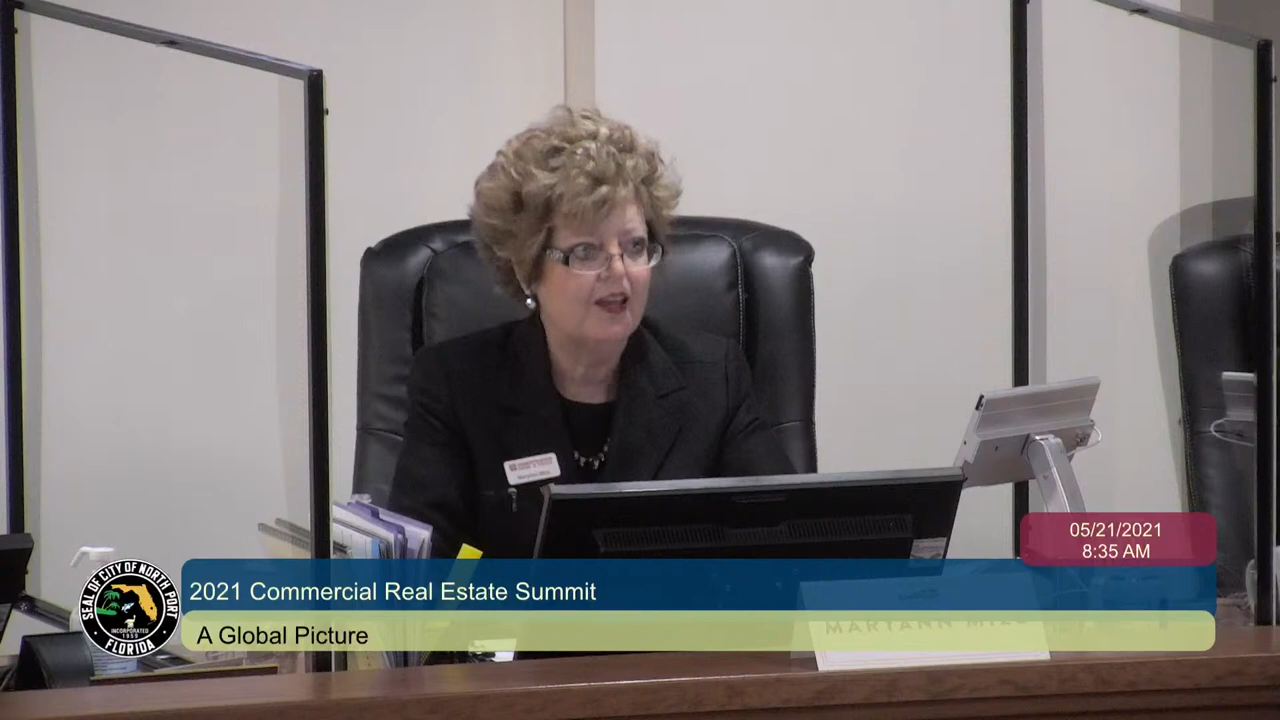 05/21/2021
8:35 AM
2021 Commercial Real Estate Summit
A Global Picture
SEAL OF CITY OF NORTH PORT
INCORPORATED
1959
FLORIDA
MARYANN